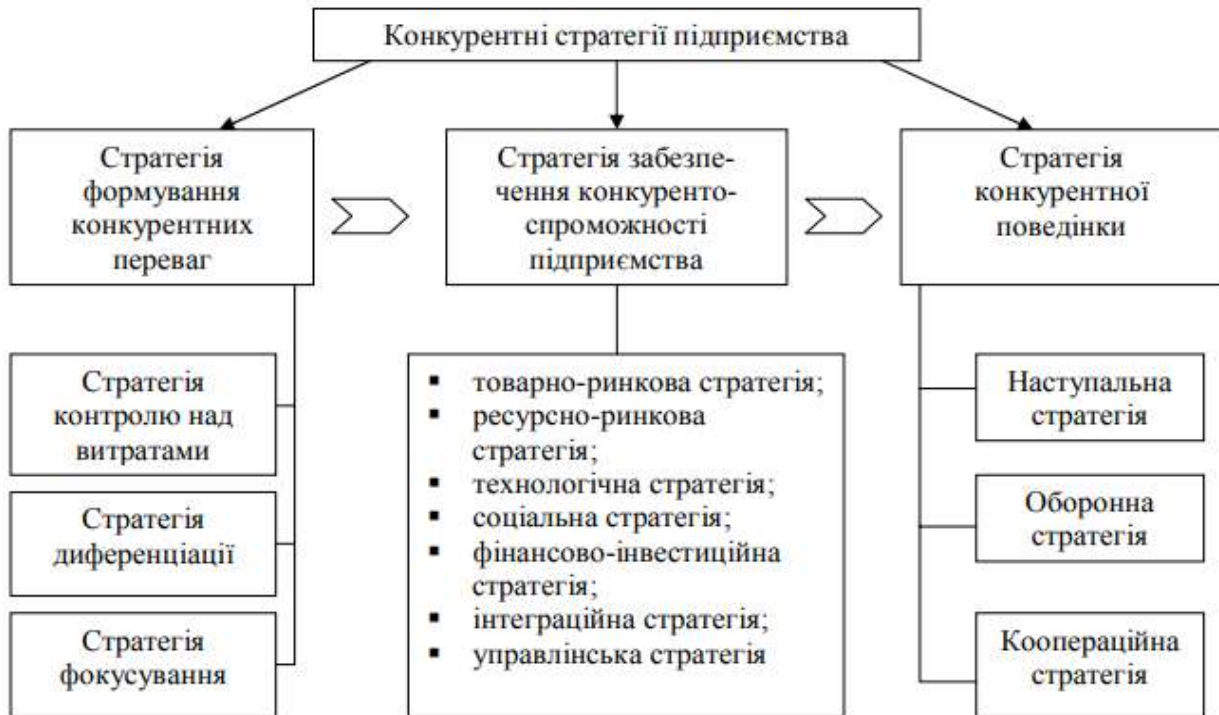 Конкурентні стратегії підприємства
Стратегія
формування
конкурентних
переваг
Стратегія забезпе-
чення конкуренто-
спроможності
підприємства
Стратегія
конкурентної
поведінки
Стратегія
контролю над
витратами
Стратегія
диференціації
Стратегія
фокусування
▪ товарно-ринкова стратегія;
▪ ресурсно-ринкова
стратегія;
▪ технологічна стратегія;
▪ соціальна стратегія;
▪ фінансово-інвестиційна
стратегія;
▪ інтеграційна стратегія;
▪ управлінська стратегія
Наступальна
стратегія
Оборонна
стратегія
Коопераційна
стратегія